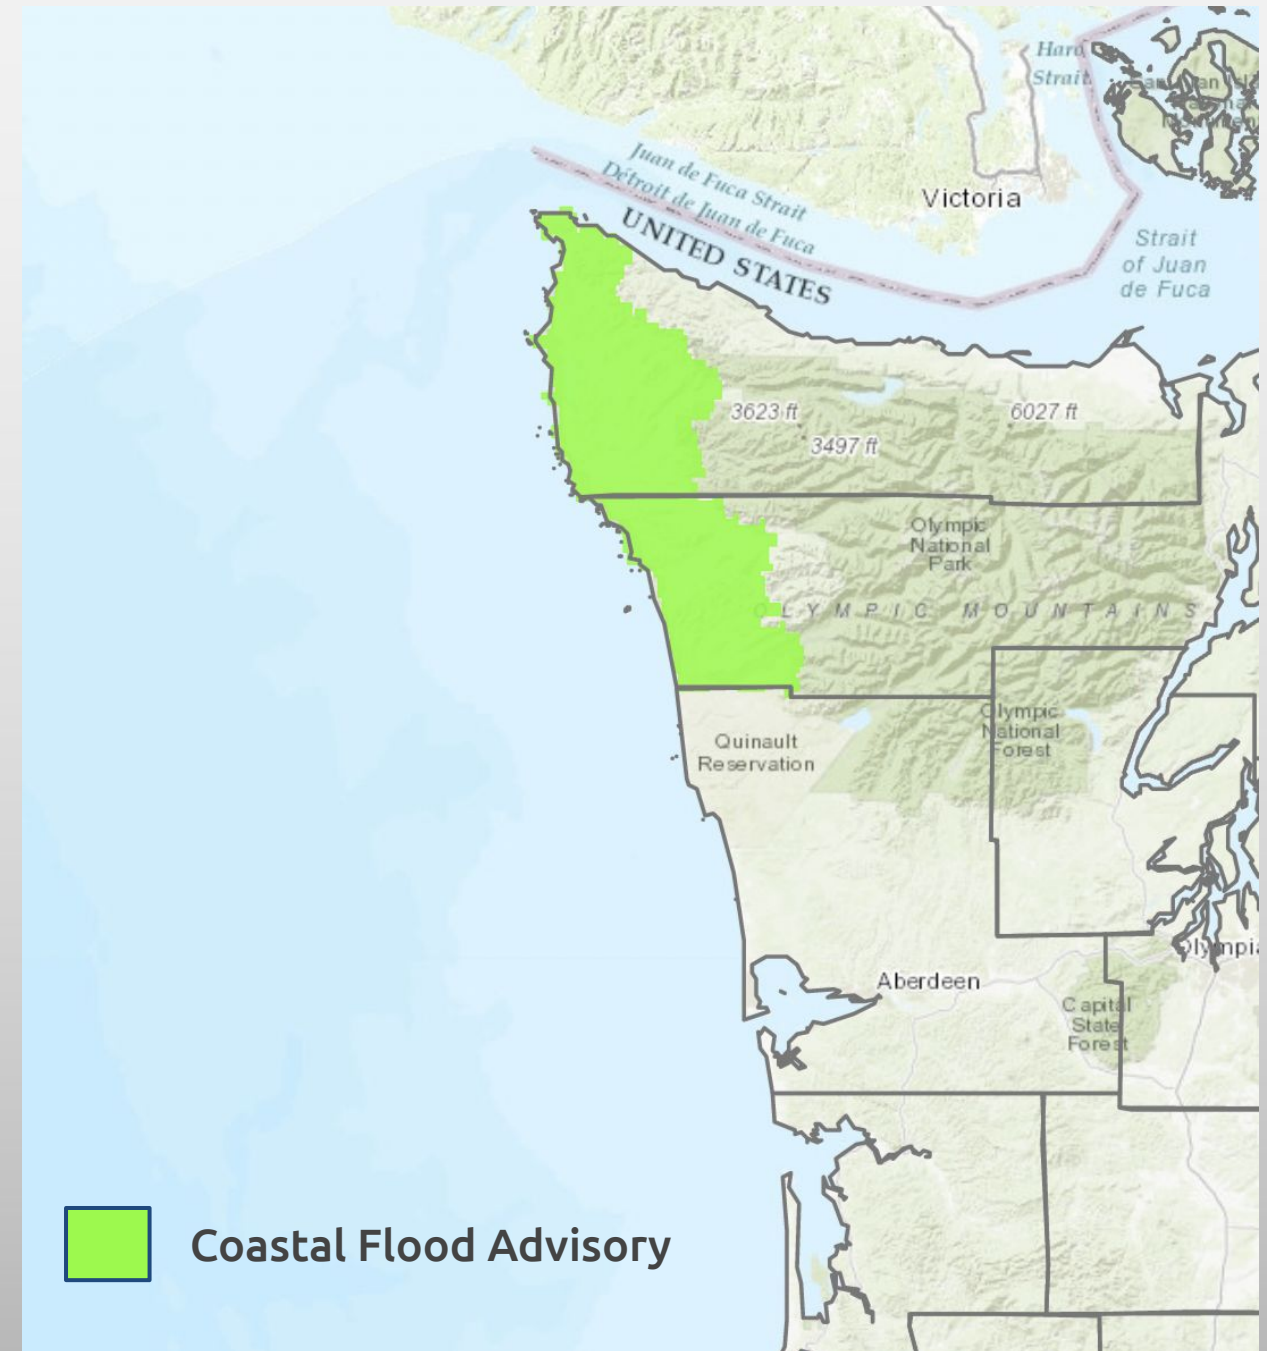 Haro
Strait
Juan de Fuca Strait
Détroit de Juan de Fuca
UNITED STATES
Victoria
Strait
of Juan
de Fuca
3623 ft
6027 ft
3497 ft
Olympic
National
Park
OLYMPIC MOUNTAINS
Olympic
National
Forest
Quinault
Reservation
Aberdeen
Olympia
Capital
State
Forest
Coastal Flood Advisory